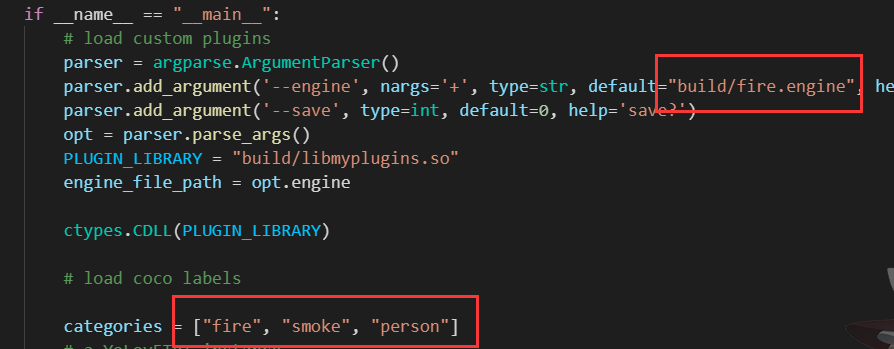 if __name__ == "__main__":
# load custom plugins
parser = argparse.ArgumentParser()
parser.add_argument('--engine', nargs='+', type=str, default="build/fire.engine", he
parser.add_argument('--save', type=int, default=0, help='save?')
opt = parser.parse_args()
PLUGIN_LIBRARY = "build/libmyplugins.so"
engine_file_path = opt.engine
ctypes.CDLL(PLUGIN_LIBRARY)
# load coco labels
categories = ["fire", "smoke", "person"]